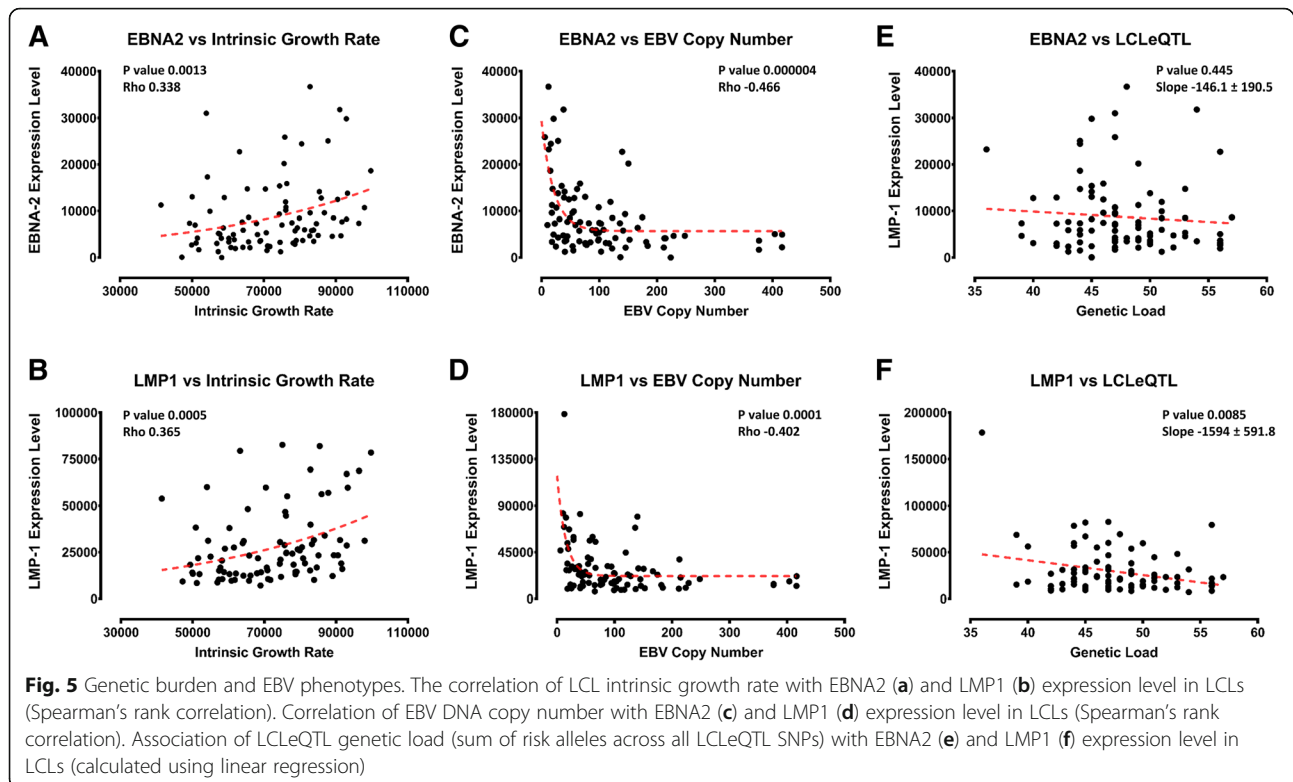 A
EBNA2 vs Intrinsic Growth Rate
P value 0.0013
Rho 0.338
EBNA-2 Expression Level
40000
30000
20000
10000
0
30000 50000 70000 90000 110000
Intrinsic Growth Rate
C
EBNA2 vs EBV Copy Number
P value 0.000004
Rho -0.466
EBNA-2 Expression Level
40000
30000
20000
10000
0
0 100 200 300 400 500
EBV Copy Number
E
EBNA2 vs LCLeQTL
P value 0.445
Slope -146.1 ± 190.5
LMP-1 Expression Level
40000
30000
20000
10000
0
35 40 45 50 55 60
Genetic Load
B
LMP1 vs Intrinsic Growth Rate
P value 0.0005
Rho 0.365
LMP-1 Expression Level
100000
75000
50000
25000
0
30000 50000 70000 90000 110000
Intrinsic Growth Rate
D
LMP1 vs EBV Copy Number
P value 0.0001
Rho -0.402
LMP-1 Expression Level
180000
135000
90000
45000
0
0 100 200 300 400 500
EBV Copy Number
F
LMP1 vs LCLeQTL
P value 0.0085
Slope -1594 ± 591.8
LMP-1 Expression Level
200000
150000
100000
50000
0
35 40 45 50 55 60
Genetic Load
Fig. 5 Genetic burden and EBV phenotypes. The correlation of LCL intrinsic growth rate with EBNA2 (a) and LMP1 (b) expression level in LCLs
(Spearman's rank correlation). Correlation of EBV DNA copy number with EBNA2 (c) and LMP1 (d) expression level in LCLs (Spearman's rank
correlation). Association of LCLeQTL genetic load (sum of risk alleles across all LCLeQTL SNPs) with EBNA2 (e) and LMP1 (f) expression level in
LCLs (calculated using linear regression)